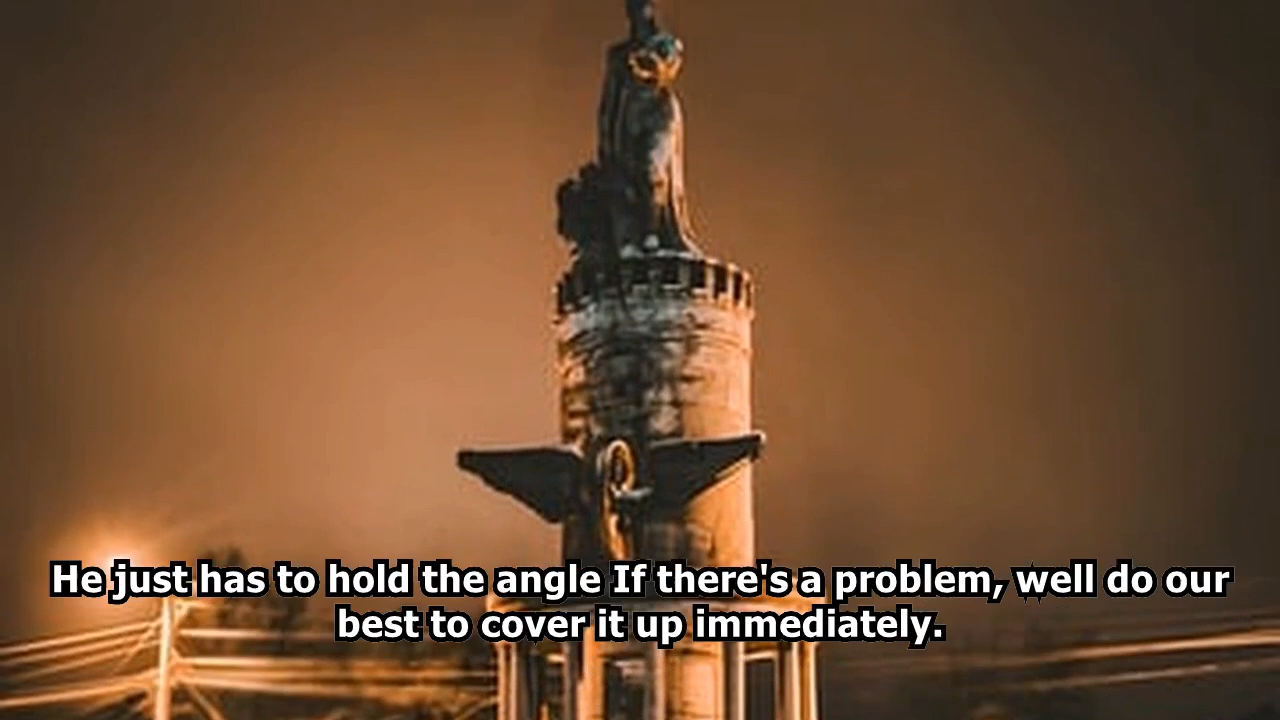 He just has to hold the angle If there's a problem, well do our
best to cover it up immediately.